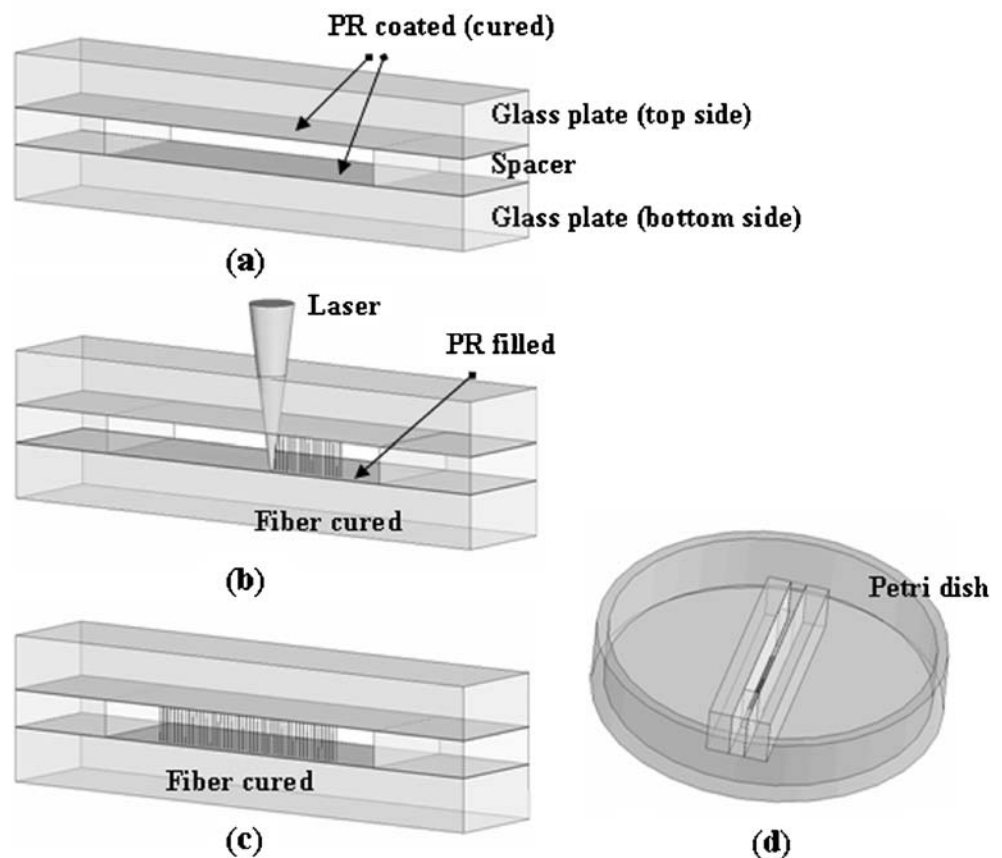 PR coated (cured)
Glass plate (top side)
Spacer
Glass plate (bottom side)
(a)
Laser
PR filled
Fiber cured
(b)
Petri dish
Fiber cured
(c)
(d)